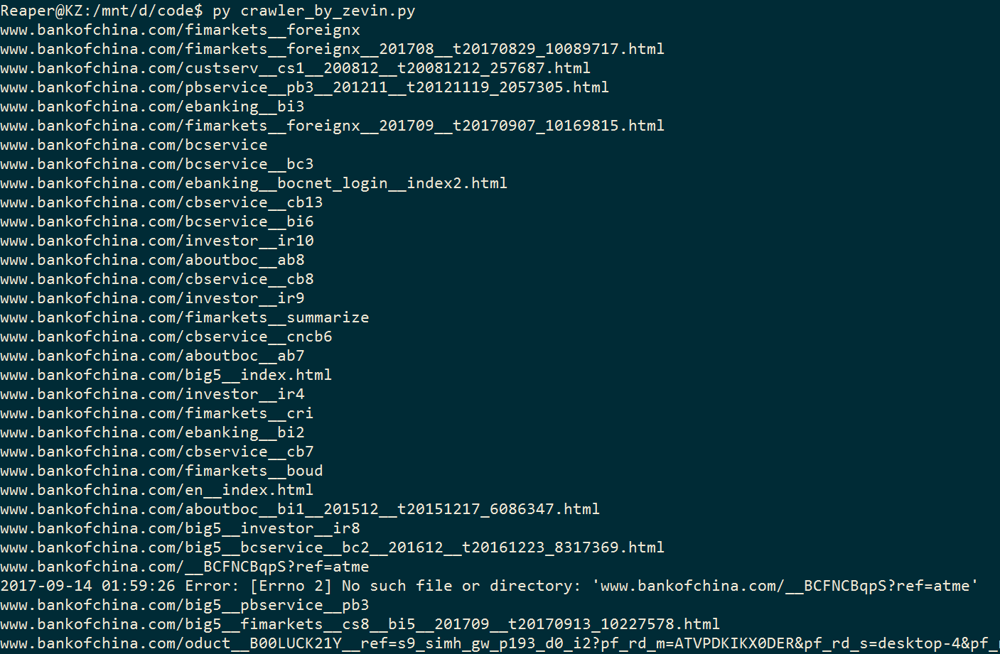 Reaper@KZ:/mnt/d/code$ py crawler_by_zevin.py
www.bankofchina.com/fimarkets__foreignx
www.bankofchina.com/fimarkets__foreignx__201708__t20170829_10089717.html
www.bankofchina.com/custserv__cs1__200812__t20081212_257687.html
www.bankofchina.com/pbservice__pb3__201211__t20121119_2057305.html
www.bankofchina.com/ebanking__bi3
www.bankofchina.com/fimarkets__foreignx__201709__t20170907_10169815.html
www.bankofchina.com/bcservice
www.bankofchina.com/bcservice__bc3
www.bankofchina.com/ebanking__bocnet_login__index2.html
www.bankofchina.com/cbservice__cb13
www.bankofchina.com/bcservice__bi6
www.bankofchina.com/investor__ir10
www.bankofchina.com/aboutboc__ab8
www.bankofchina.com/cbservice__cb8
www.bankofchina.com/investor__ir9
www.bankofchina.com/fimarkets__summarize
www.bankofchina.com/cbservice__cncb6
www.bankofchina.com/aboutboc__ab7
www.bankofchina.com/big5__index.html
www.bankofchina.com/investor__ir4
www.bankofchina.com/fimarkets__cri
www.bankofchina.com/ebanking__bi2
www.bankofchina.com/cbservice__cb7
www.bankofchina.com/fimarkets__boud
www.bankofchina.com/en__index.html
www.bankofchina.com/aboutboc__bi1__201512__t20151217_6086347.html
www.bankofchina.com/big5__investor__ir8
www.bankofchina.com/big5__bcservice__bc2__201612__t20161223_8317369.html
www.bankofchina.com/__BCFNCBqpS?ref=atme
2017-09-14 01:59:26 Error: [Errno 2] No such file or directory: 'www.bankofchina.com/__BCFNCBqpS?ref=atme'
www.bankofchina.com/big5__pbservice__pb3
www.bankofchina.com/big5__fimarkets__cs8__bi5__201709__t20170913_10227578.html
www.bankofchina.com/oduct__B00LUCK21Y__ref=s9_simh_gw_p193_d0_i2?pf_rd_m=ATVPDKIKX0DER&pf_rd_s=desktop-4&pf_